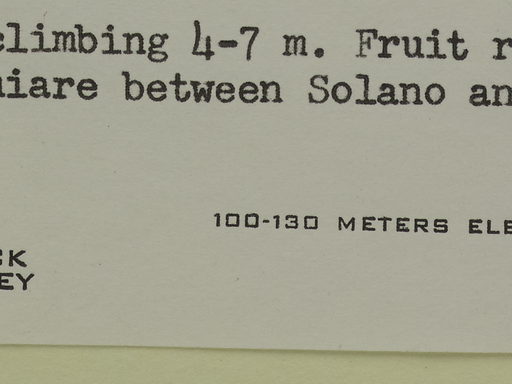 climbing 4-7 m. Fruit r
uiare between Solano an
100-130 METERS ELE
CK
EY